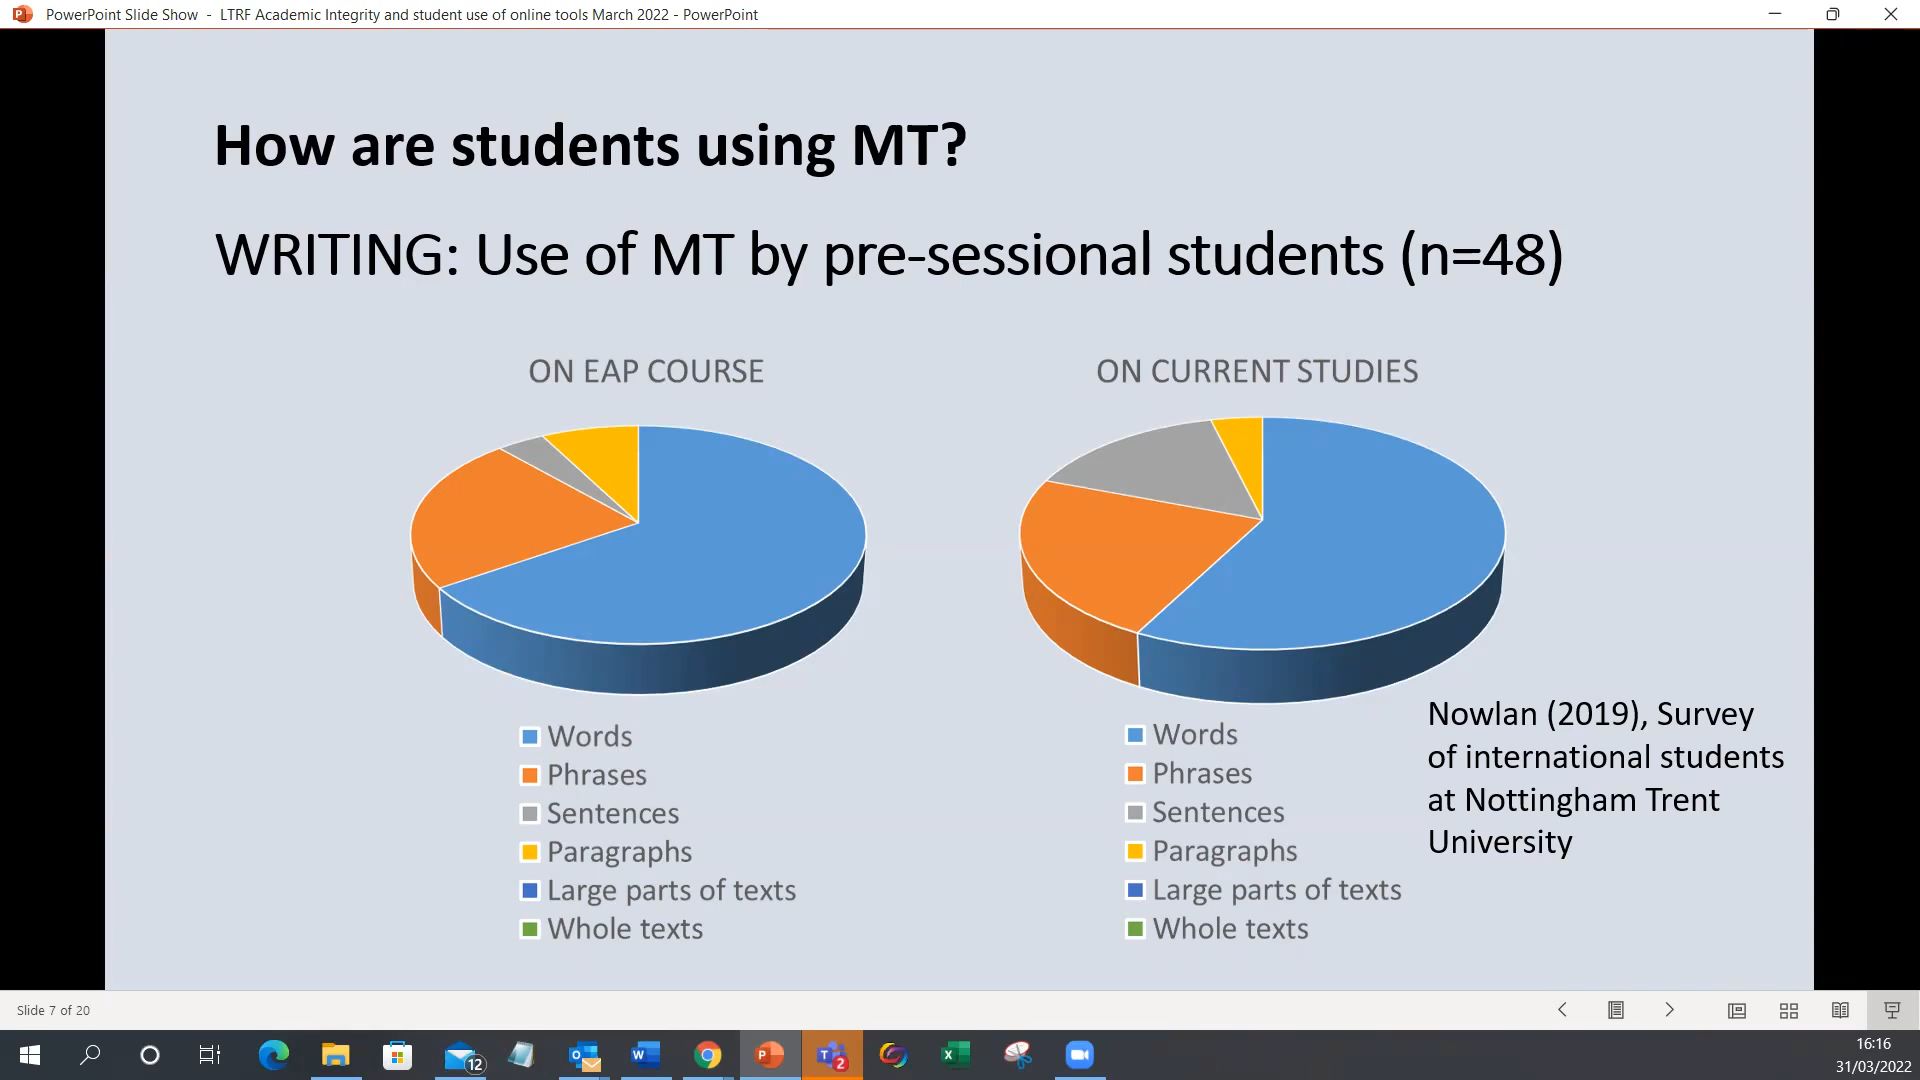 PowerPoint Slide Show - LTRF Academic Integrity and student use of online tools March 2022 - PowerPoint
How are students using MT?
WRITING: Use of MT by pre-sessional students (n=48)
ON EAP COURSE
Words
Phrases
Sentences
Paragraphs
Large parts of texts
Whole texts
ON CURRENT STUDIES
Words
Phrases
Sentences
Paragraphs
Large parts of texts
Whole texts
Nowlan (2019), Survey
of international students
at Nottingham Trent
University
Slide 7 of 20
12
2
16:16
31/03/2022